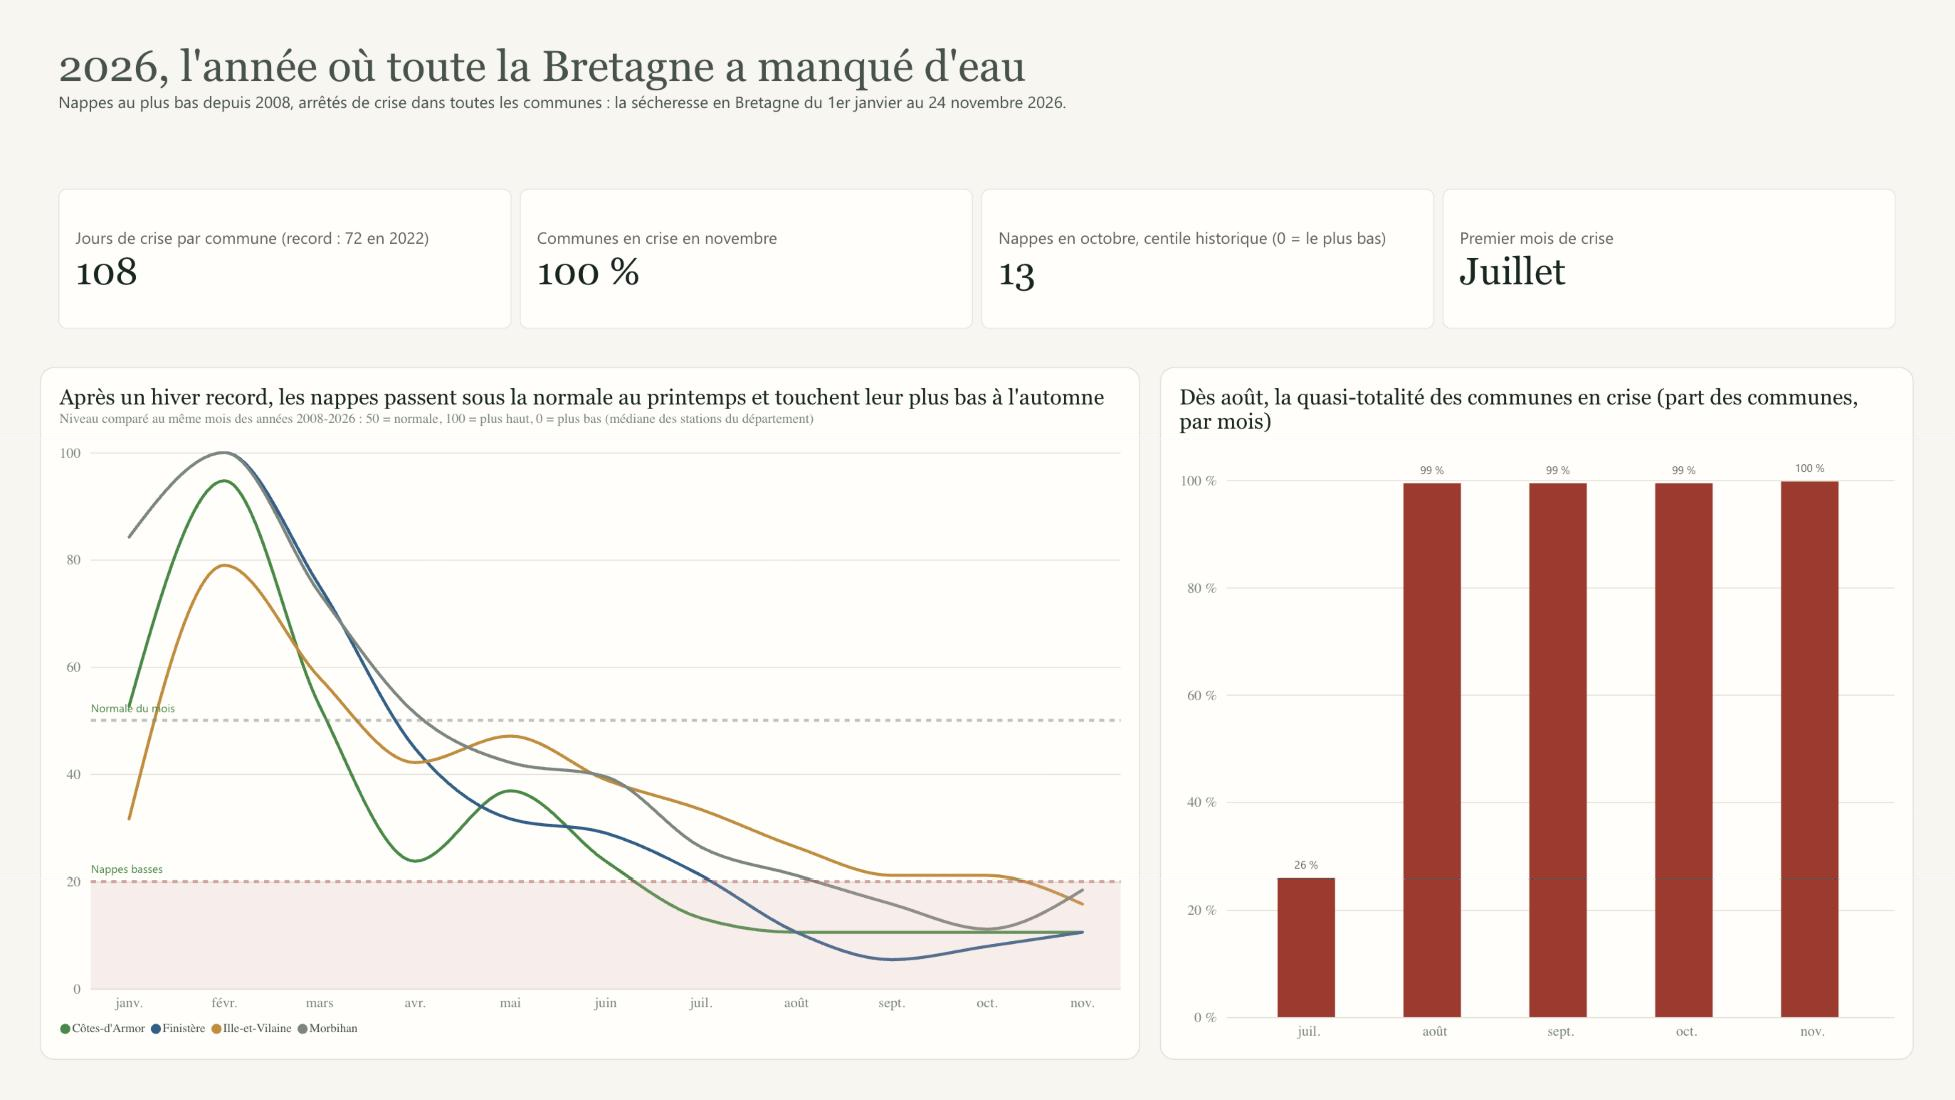 2026, l'année où toute la Bretagne a manqué d'eau
Nappes au plus bas depuis 2008, arrêtés de crise dans toutes les communes : la sécheresse en Bretagne du 1er janvier au 24 novembre 2026.
Jours de crise par commune (record : 72 en 2022)
108
Communes en crise en novembre
100 %
Nappes en octobre, centile historique (0 = le plus bas)
13
Premier mois de crise
Juillet
Après un hiver record, les nappes passent sous la normale au printemps et touchent leur plus bas à l'automne
Niveau comparé au même mois des années 2008-2026 : 50 = normale, 100 = plus haut, 0 = plus bas (médiane des stations du département)
100
80
60
Normale du mois
40
Nappes basses
20
0
janv. févr. mars avr. mai juin juil. août sept. oct. nov.
Côtes-d'Armor Finistère Ille-et-Vilaine Morbihan
Dès août, la quasi-totalité des communes en crise (part des communes,
par mois)
99 % 99 % 99 % 100 %
100 %
80 %
60 %
40 %
26 %
20 %
0 %
juil. août sept. oct. nov.